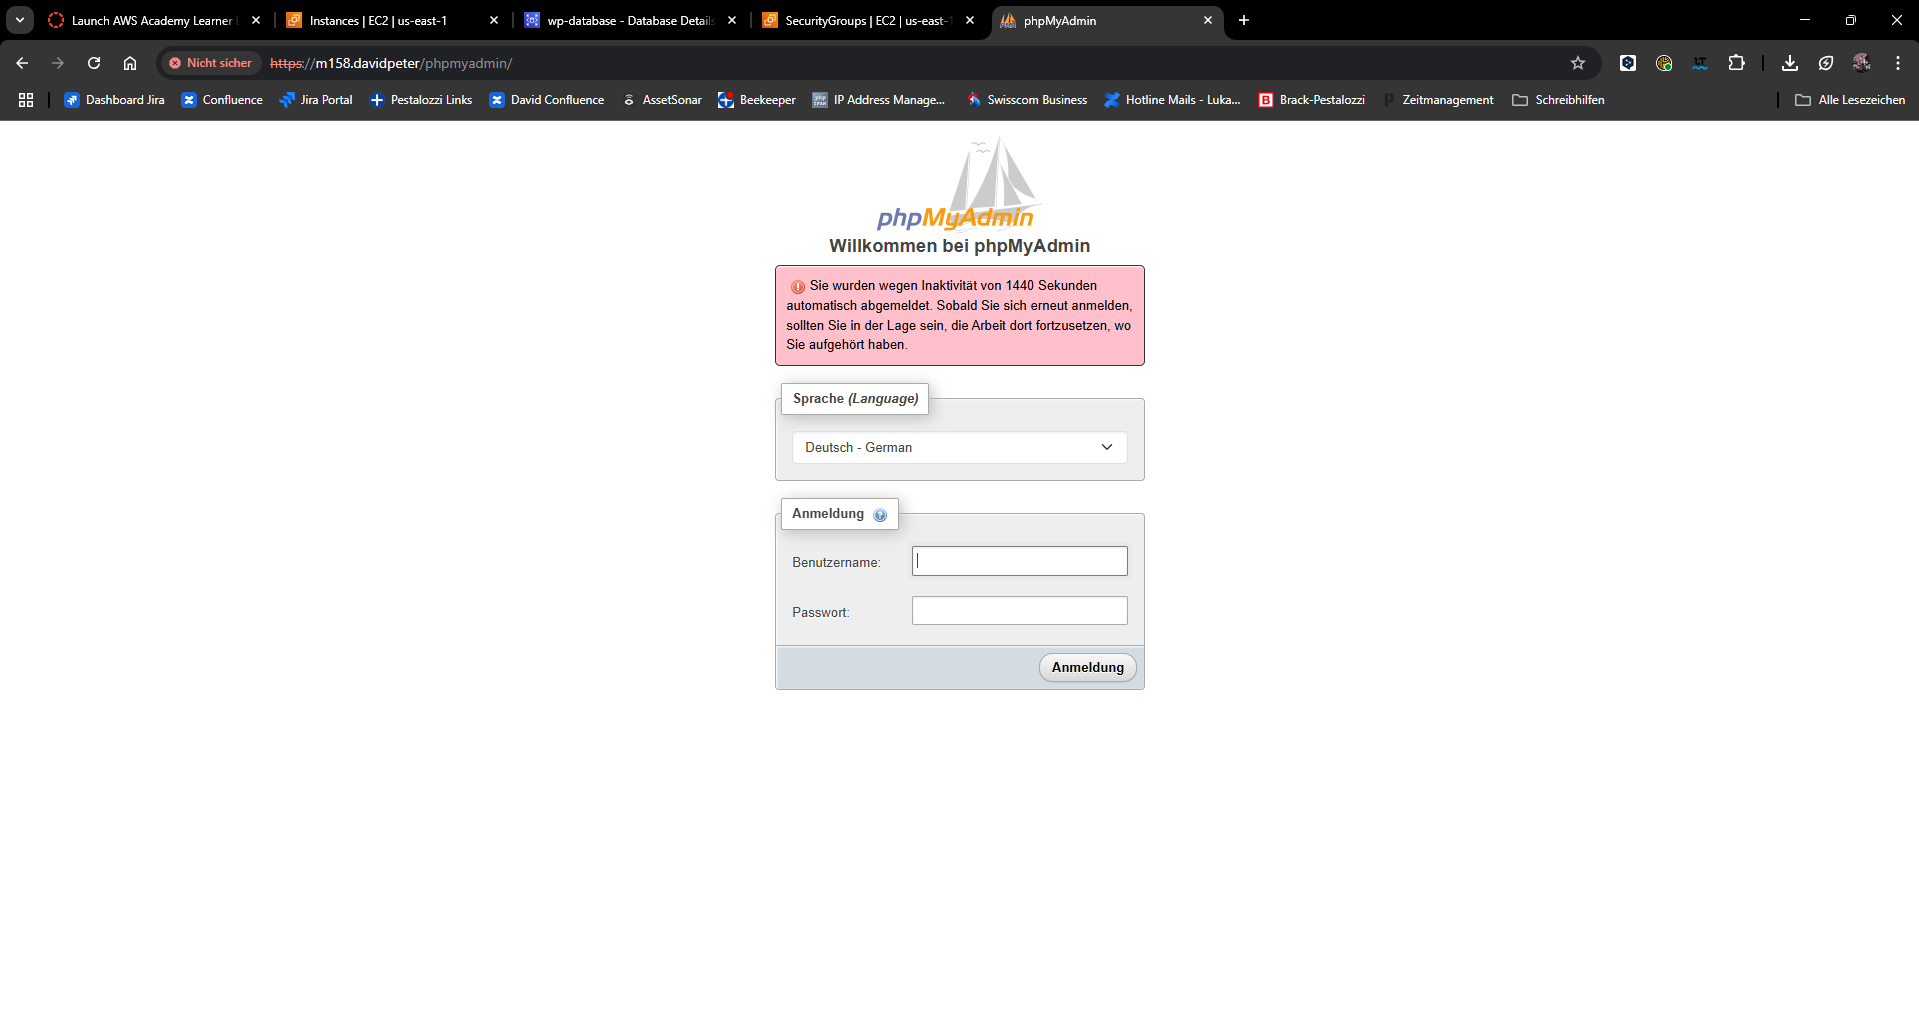 Launch AWS Academy Learner
Instances | EC2 | us-east-1
wp-database - Database Details
SecurityGroups | EC2 | us-east-1
phpMyAdmin
Nicht sicher
https://m158.davidpeter/phpmyadmin/
Dashboard Jira
Confluence
Jira Portal
Pestalozzi Links
David Confluence
AssetSonar
Beekeeper
IP Address Manage...
Swisscom Business
Hotline Mails - Luka...
Brack-Pestalozzi
Zeitmanagement
Schreibhilfen
Alle Lesezeichen
phpMyAdmin
Willkommen bei phpMyAdmin
Sie wurden wegen Inaktivität von 1440 Sekunden
automatisch abgemeldet. Sobald Sie sich erneut anmelden,
sollten Sie in der Lage sein, die Arbeit dort fortzusetzen, wo
Sie aufgehört haben.
Sprache (Language)
Deutsch - German
Anmeldung
Benutzername:
Passwort:
Anmeldung